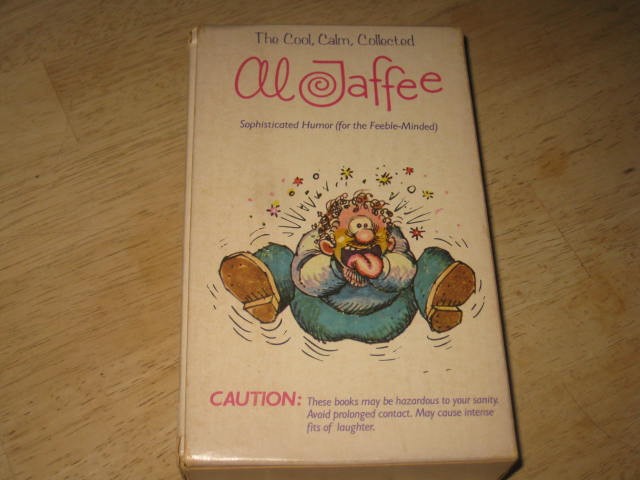 The Cool, Calm, Collected
Al Jaffee
Sophisticated Humor (for the Feeble-Minded)
CAUTION: These books may be hazardous to your sanity.
Avoid prolonged contact. May cause intense
fits of laughter.